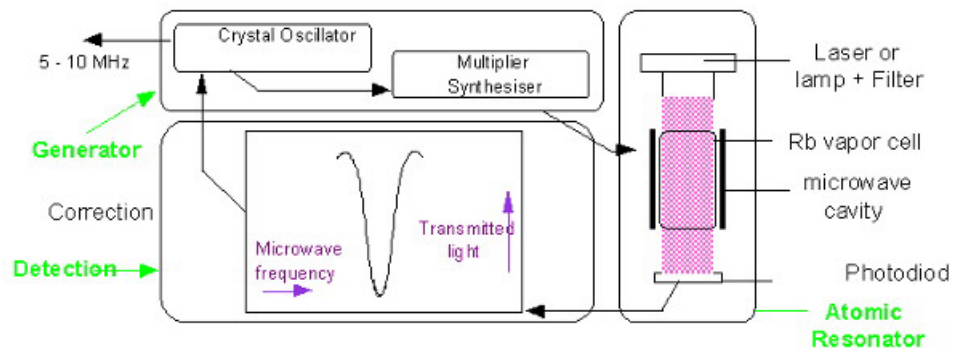 Crystal Oscillator
5 - 10 MHz
Multiplier
Synthesiser
Generator
Correction
Detection
Microwave
frequency
Transmitted
light
Laser or
lamp + Filter
Rb vapor cell
microwave
cavity
Photodiod
Atomic
Resonator